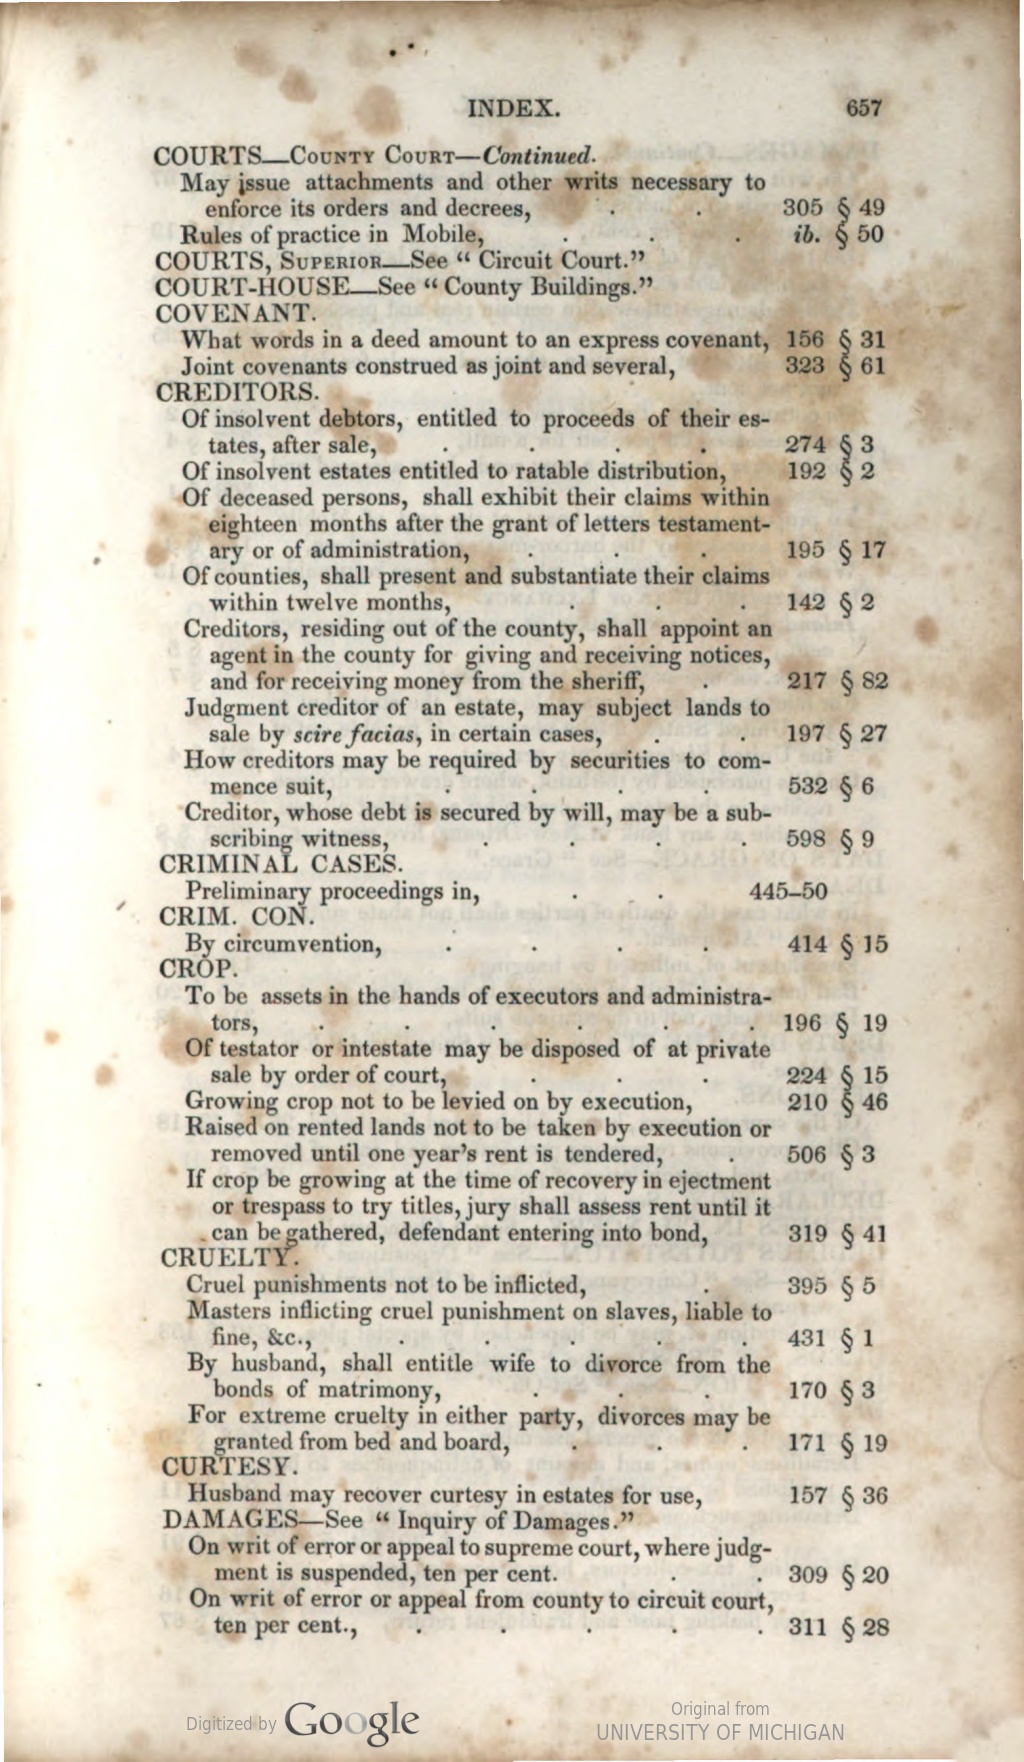 INDEX. 657
COURTS—County Court—Continued.
May issue attachments and other writs necessary to
enforce its orders and decrees, . . 305 § 49
Rules of practice in Mobile, . . . ib. § 50
COURTS, Superior—See “ Circuit Court.”
COURT-HOUSE—See “ County Buildings.”
COVENANT.
What words in a deed amount to an express covenant, 156 § 31
Joint covenants construed as joint and several, 323 § 61
CREDITORS.
Of insolvent debtors, entitled to proceeds of their es-
tates, after sale, . . . . 274 § 3
Of insolvent estates entitled to ratable distribution, 192 § 2
Of deceased persons, shall exhibit their claims within
eighteen months after the grant of letters testament-
ary or of administration, . . . 195 § 17
Of counties, shall present and substantiate their claims
within twelve months, . . . 142 § 2
Creditors, residing out of the county, shall appoint an
agent in the county for giving and receiving notices,
and for receiving money from the sheriff, . 217 § 82
Judgment creditor of an estate, may subject lands to
sale by scire facias, in certain cases, . . 197 § 27
How creditors may be required by securities to com-
mence suit, . . . . 532 § 6
Creditor, whose debt is secured by will, may be a sub-
scribing witness, . . . . 598 § 9
CRIMINAL CASES.
Preliminary proceedings in, . . 445–50
CRIM. CON.
By circumvention, . . . . 414 § 15
CROP.
To be assets in the hands of executors and administra-
tors, . . . . . . 196 § 19
Of testator or intestate may be disposed of at private
sale by order of court, . . . 224 § 15
Growing crop not to be levied on by execution, 210 § 46
Raised on rented lands not to be taken by execution or
removed until one year’s rent is tendered, . 506 § 3
If crop be growing at the time of recovery in ejectment
or trespass to try titles, jury shall assess rent until it
can be gathered, defendant entering into bond, 319 § 41
CRUELTY.
Cruel punishments not to be inflicted, . 395 § 5
Masters inflicting cruel punishment on slaves, liable to
fine, &c., . . . . . 431 § 1
By husband, shall entitle wife to divorce from the
bonds of matrimony, . . . 170 § 3
For extreme cruelty in either party, divorces may be
granted from bed and board, . . . 171 § 19
CURTESY.
Husband may recover curtesy in estates for use, 157 § 36
DAMAGES—See “ Inquiry of Damages.”
On writ of error or appeal to supreme court, where judg-
ment is suspended, ten per cent. . . 309 § 20
On writ of error or appeal from county to circuit court,
ten per cent., . . . . . 311 § 28
Digitized by Google
Original from
UNIVERSITY OF MICHIGAN